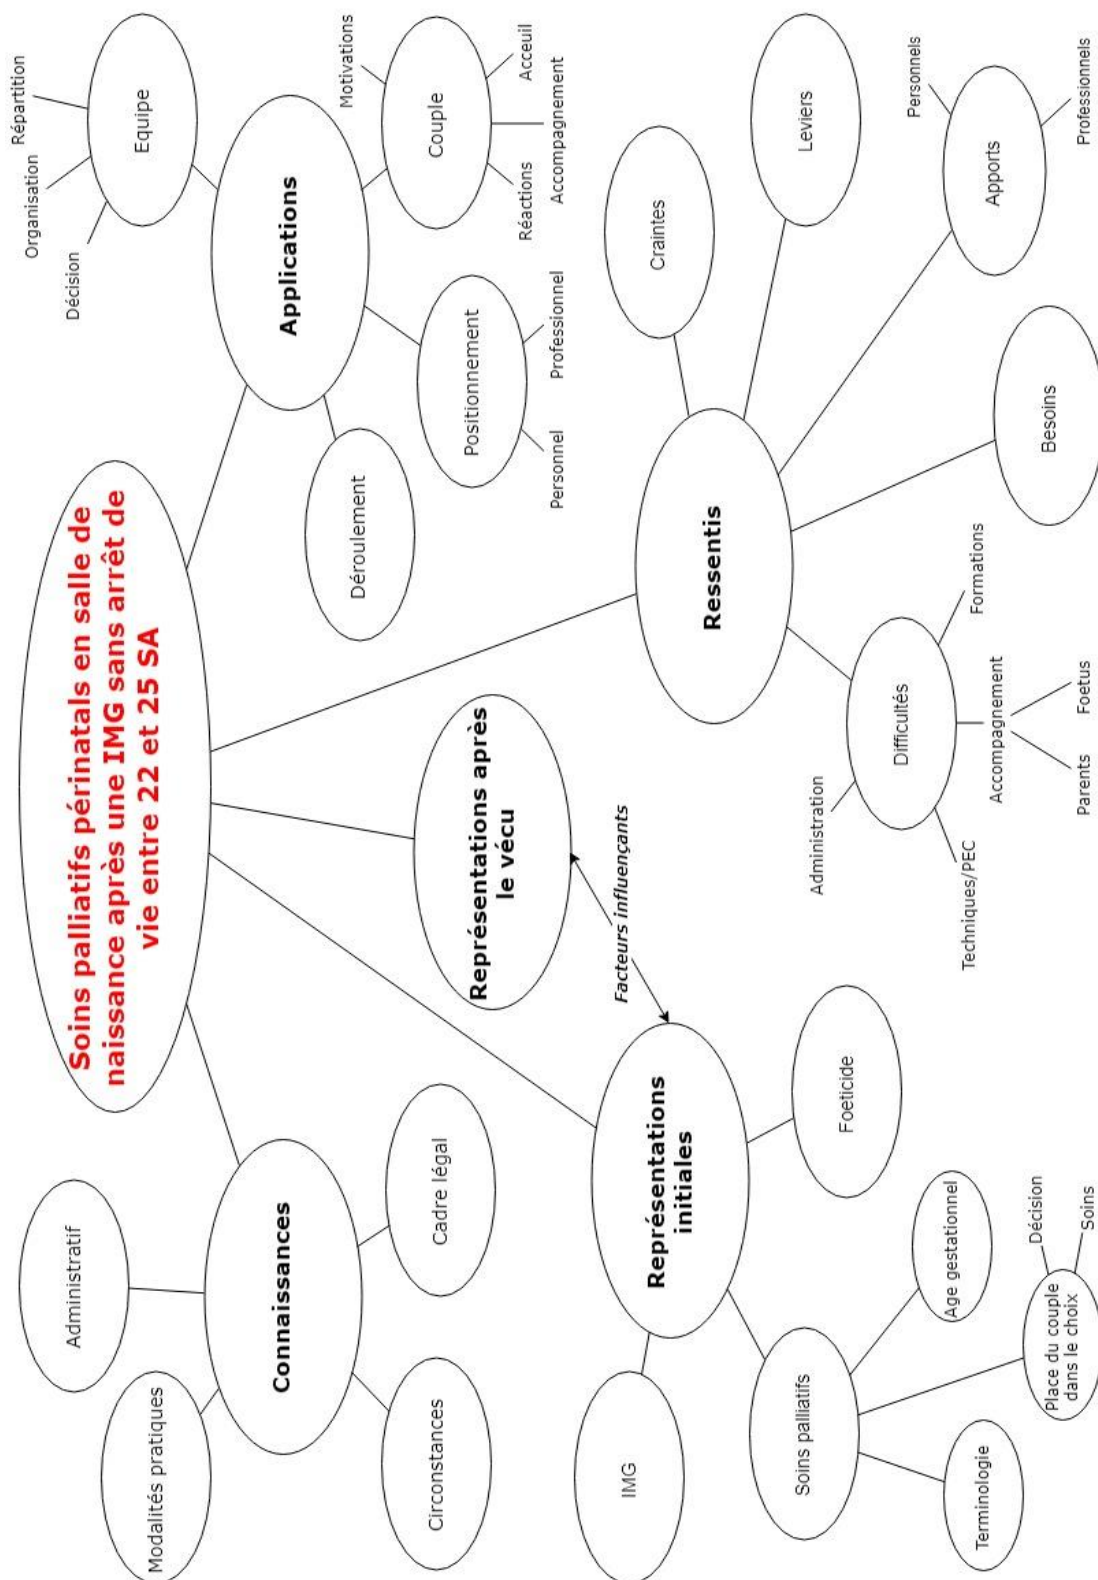 Soins palliatifs périnatals en salle de
naissance après une IMG sans arrêt de
vie entre 22 et 25 SA
Connaissances
Administratif
Modalités pratiques
Circonstances
Cadre légal
Représentations
initiales
IMG
Soins palliatifs
Terminologie
Place du couple
dans le choix
Décision
Soins
Age gestationnel
Foeticide
Facteurs influençants
Représentations après
le vécu
Ressentis
Difficultés
Administration
Techniques/PEC
Accompagnement
Parents
Foetus
Formations
Besoins
Apports
Personnels
Professionnels
Leviers
Craintes
Applications
Déroulement
Positionnement
Personnel
Professionnel
Couple
Motivations
Réactions
Accompagnement
Acceuil
Equipe
Décision
Organisation
Répartition